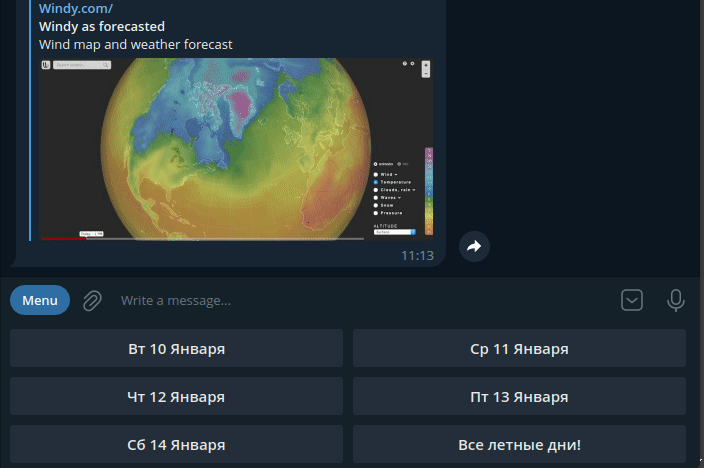 Windy.com/
Windy as forecasted
Wind map and weather forecast
Wind
Temperature
Clouds, rain
Waves
Snow
Pressure
ALTITUDE
11:13
Menu
Write a message...
Вт 10 Января
Ср 11 Января
Чт 12 Января
Пт 13 Января
Сб 14 Января
Все летные дни!